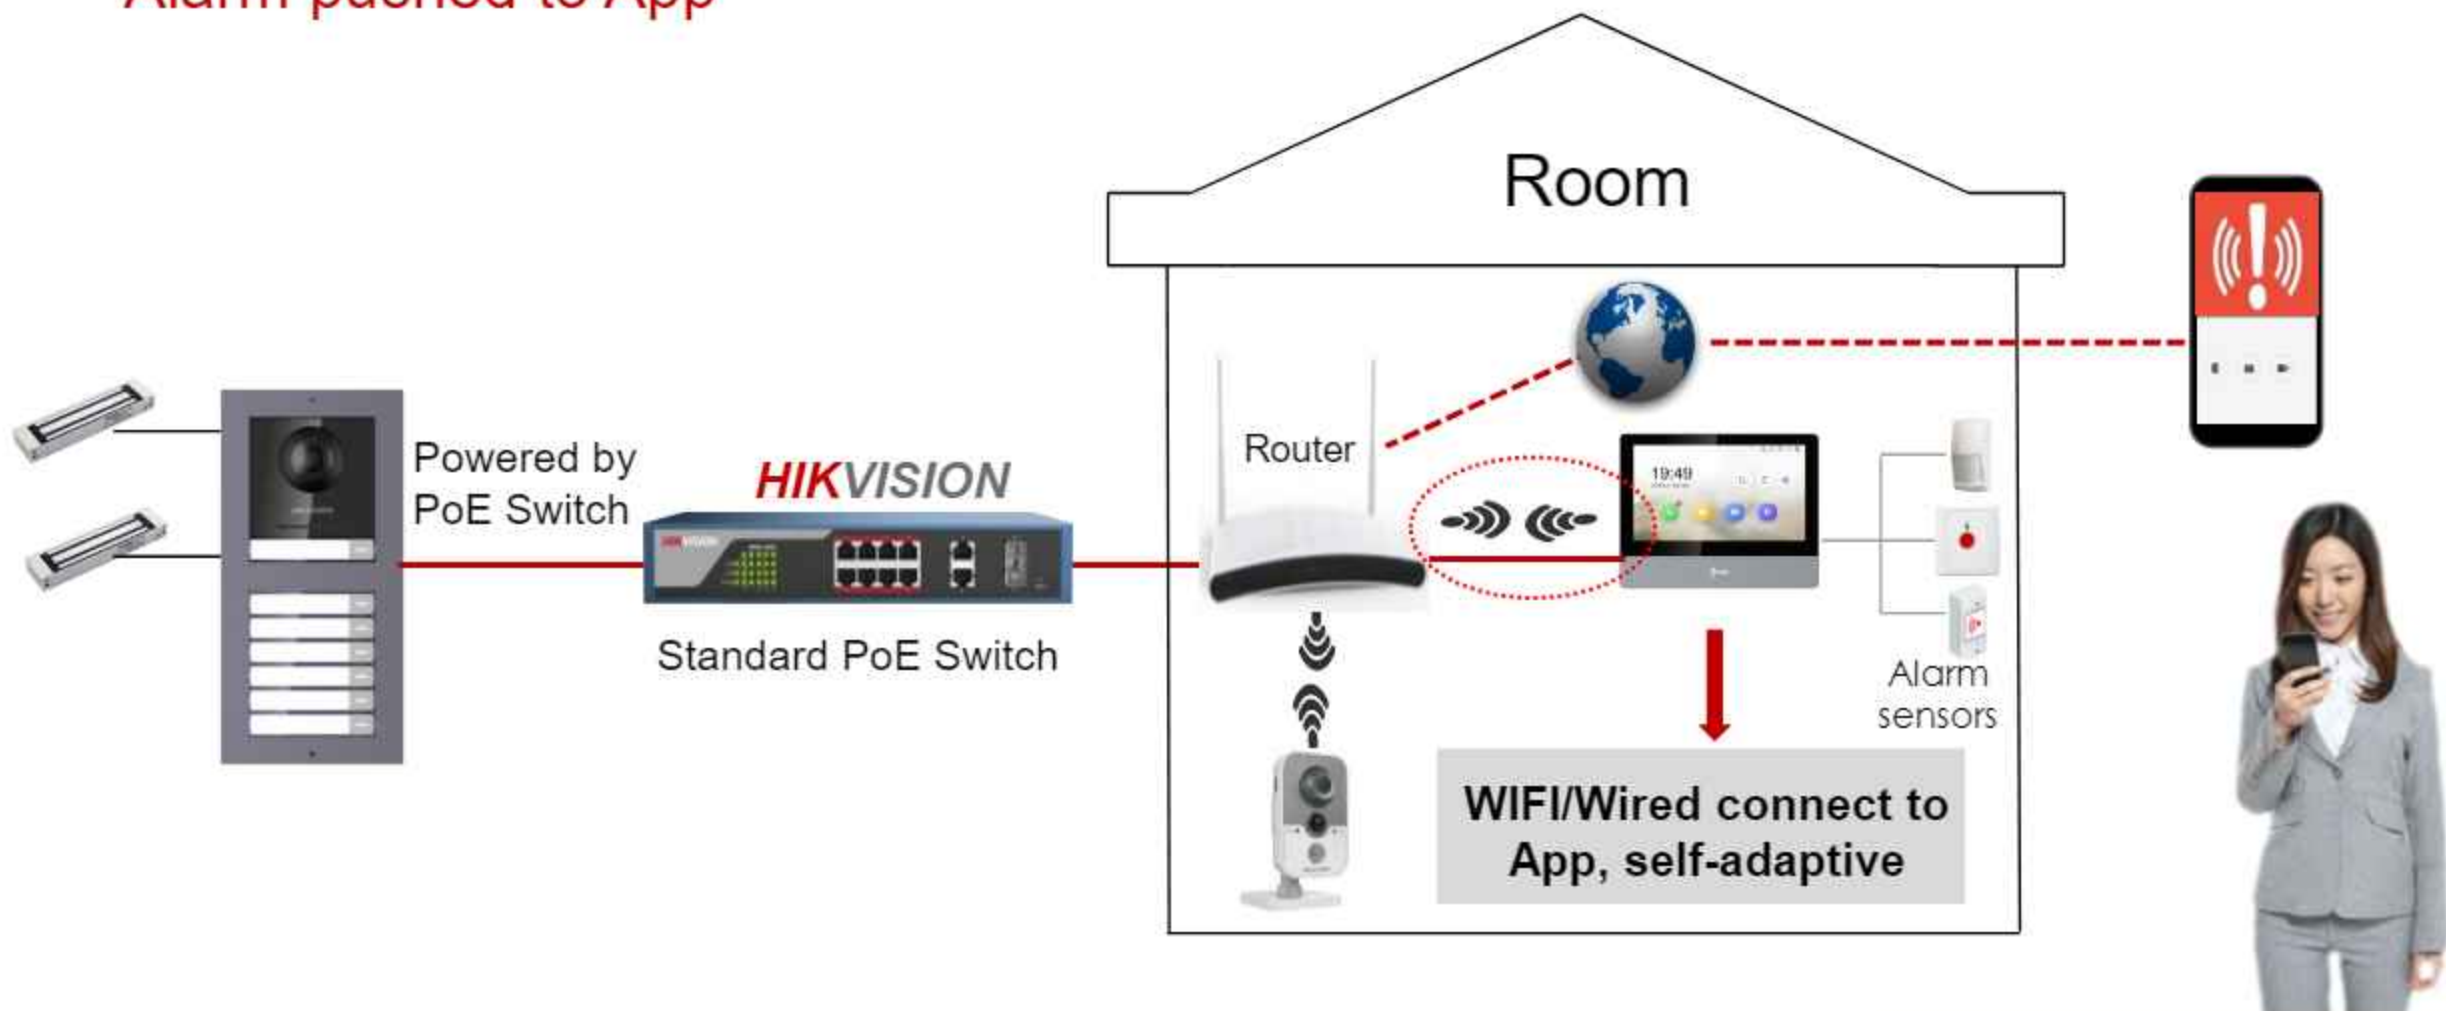 Alarm pushed to App
Room
Router
19:49
Powered by
PoE Switch
HIKVISION
HIKVISION
Standard PoE Switch
Alarm
sensors
WIFI/Wired connect to
App, self-adaptive